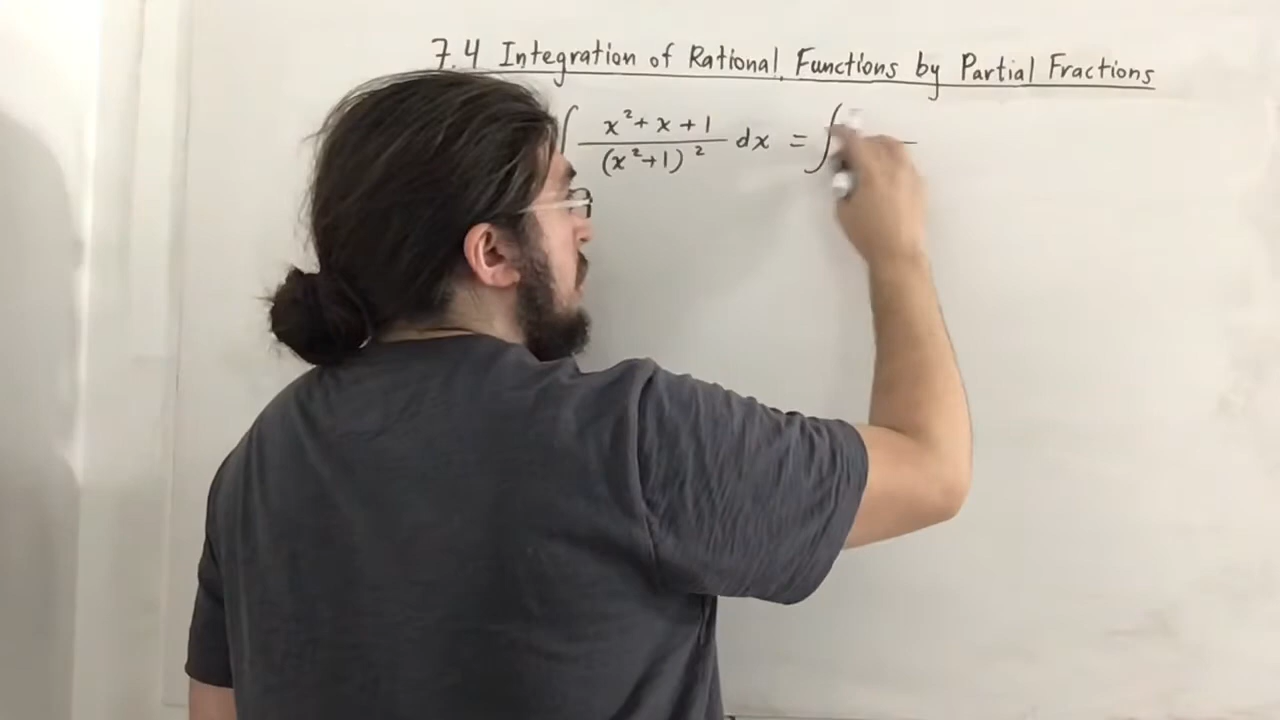 7.4 Integration of Rational Functions by Partial Fractions
∫ (x²+x+1)/(x²+1)² dx = ∫